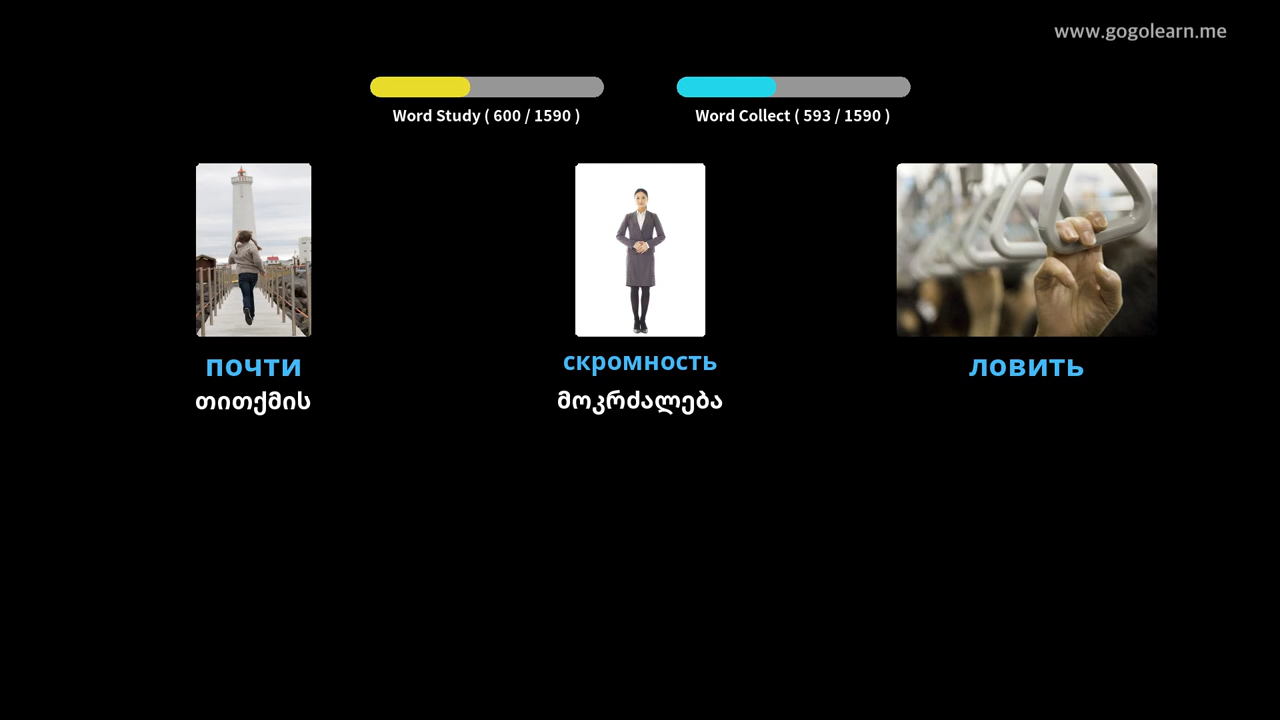 www.gogolearn.me
Word Study ( 600 / 1590 )
Word Collect ( 593 / 1590 )
почти
скромность
ловить
თითქმის
მოკრძალება